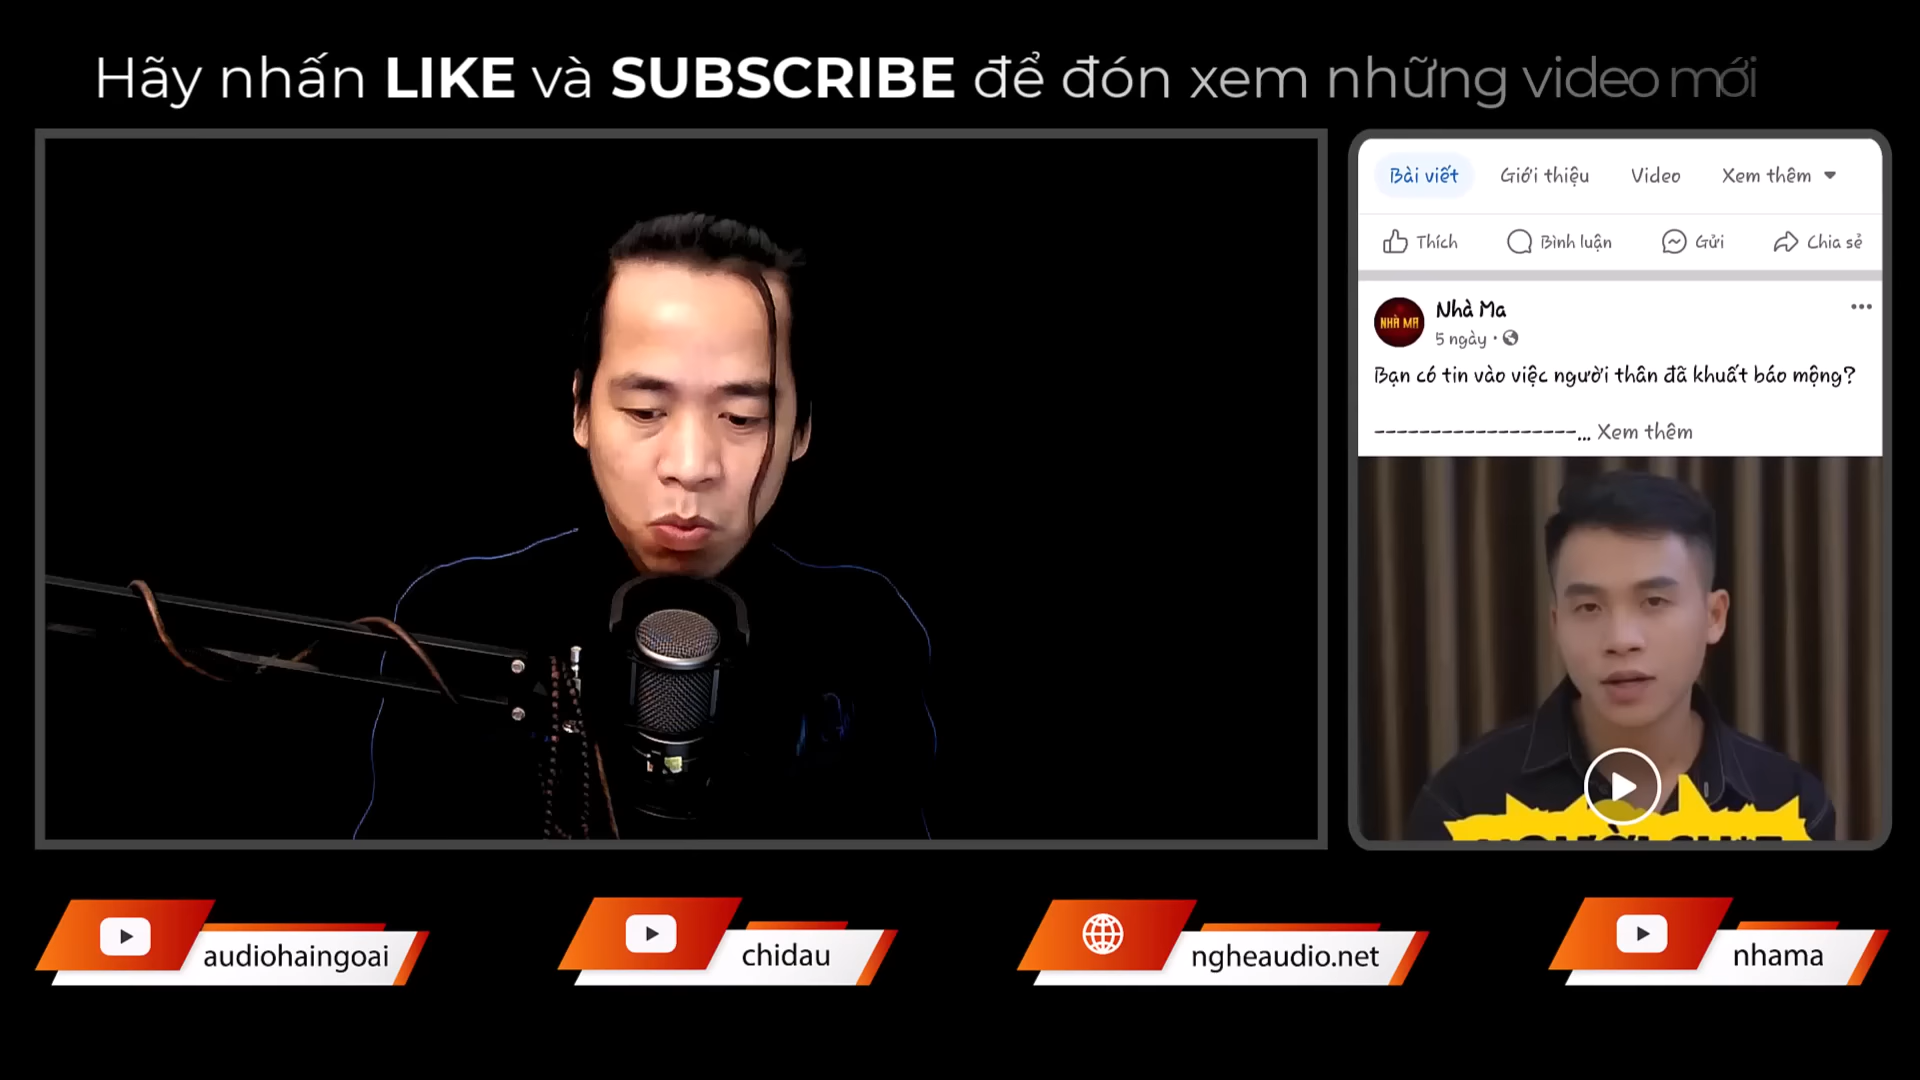 Hãy nhấn LIKE và SUBSCRIBE để đón xem những video mới
Bài viết Giới thiệu Video Xem thêm
Thích Bình luận Gửi Chia sẻ
Nhà Ma
NHÀ MA
5 ngày
Bạn có tin vào việc người thân đã khuất báo mộng?
------------------... Xem thêm
audiohaingoai
chidau
ngheaudio.net
nhama